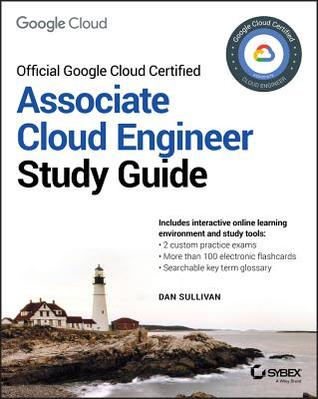 Google Cloud
Google Cloud Certified
ASSOCIATE
CLOUD ENGINEER
Official Google Cloud Certified
Associate
Cloud Engineer
Study Guide
Includes interactive online learning
environment and study tools:
• 2 custom practice exams
• More than 100 electronic flashcards
• Searchable key term glossary
DAN SULLIVAN
SYBEX
A Wiley Brand